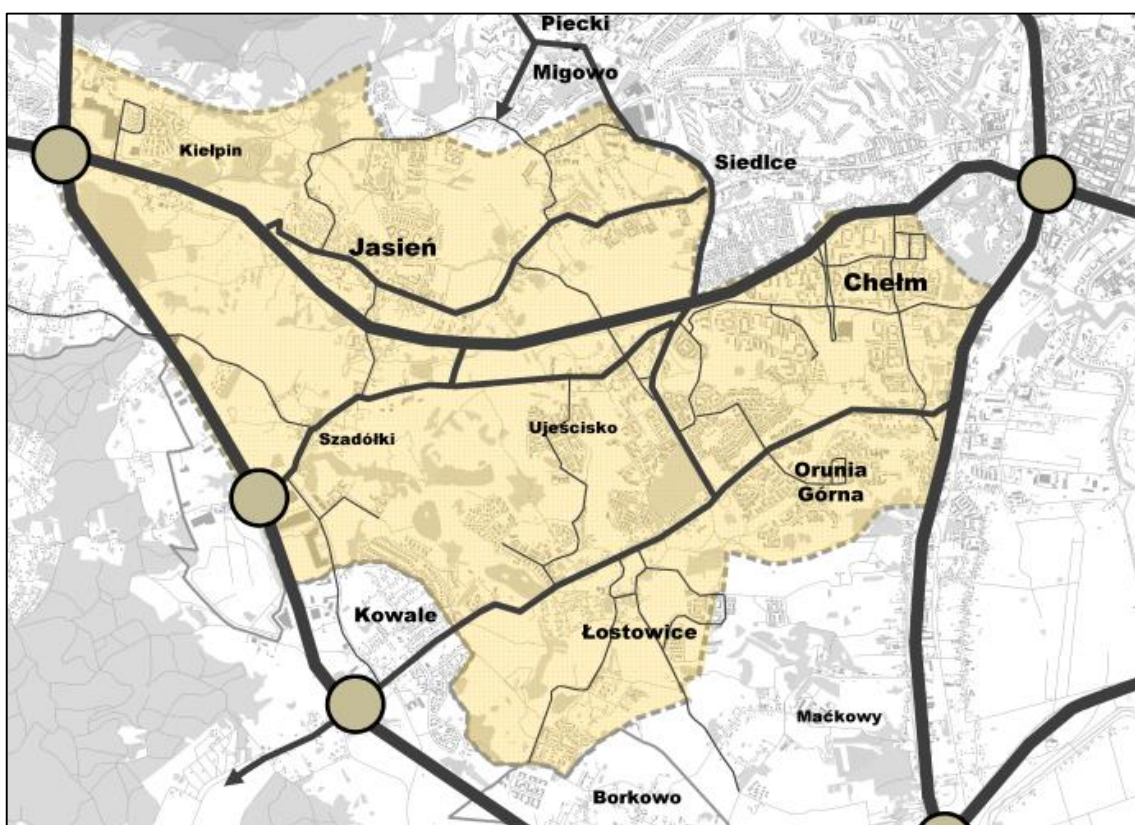 Piecki
Migowo
Siedlce
Kiełpin
Jasień
Chełm
Szadółki
Ujeścisko
Orunia
Górna
Kowale
Łostowice
Maćkowy
Borkowo